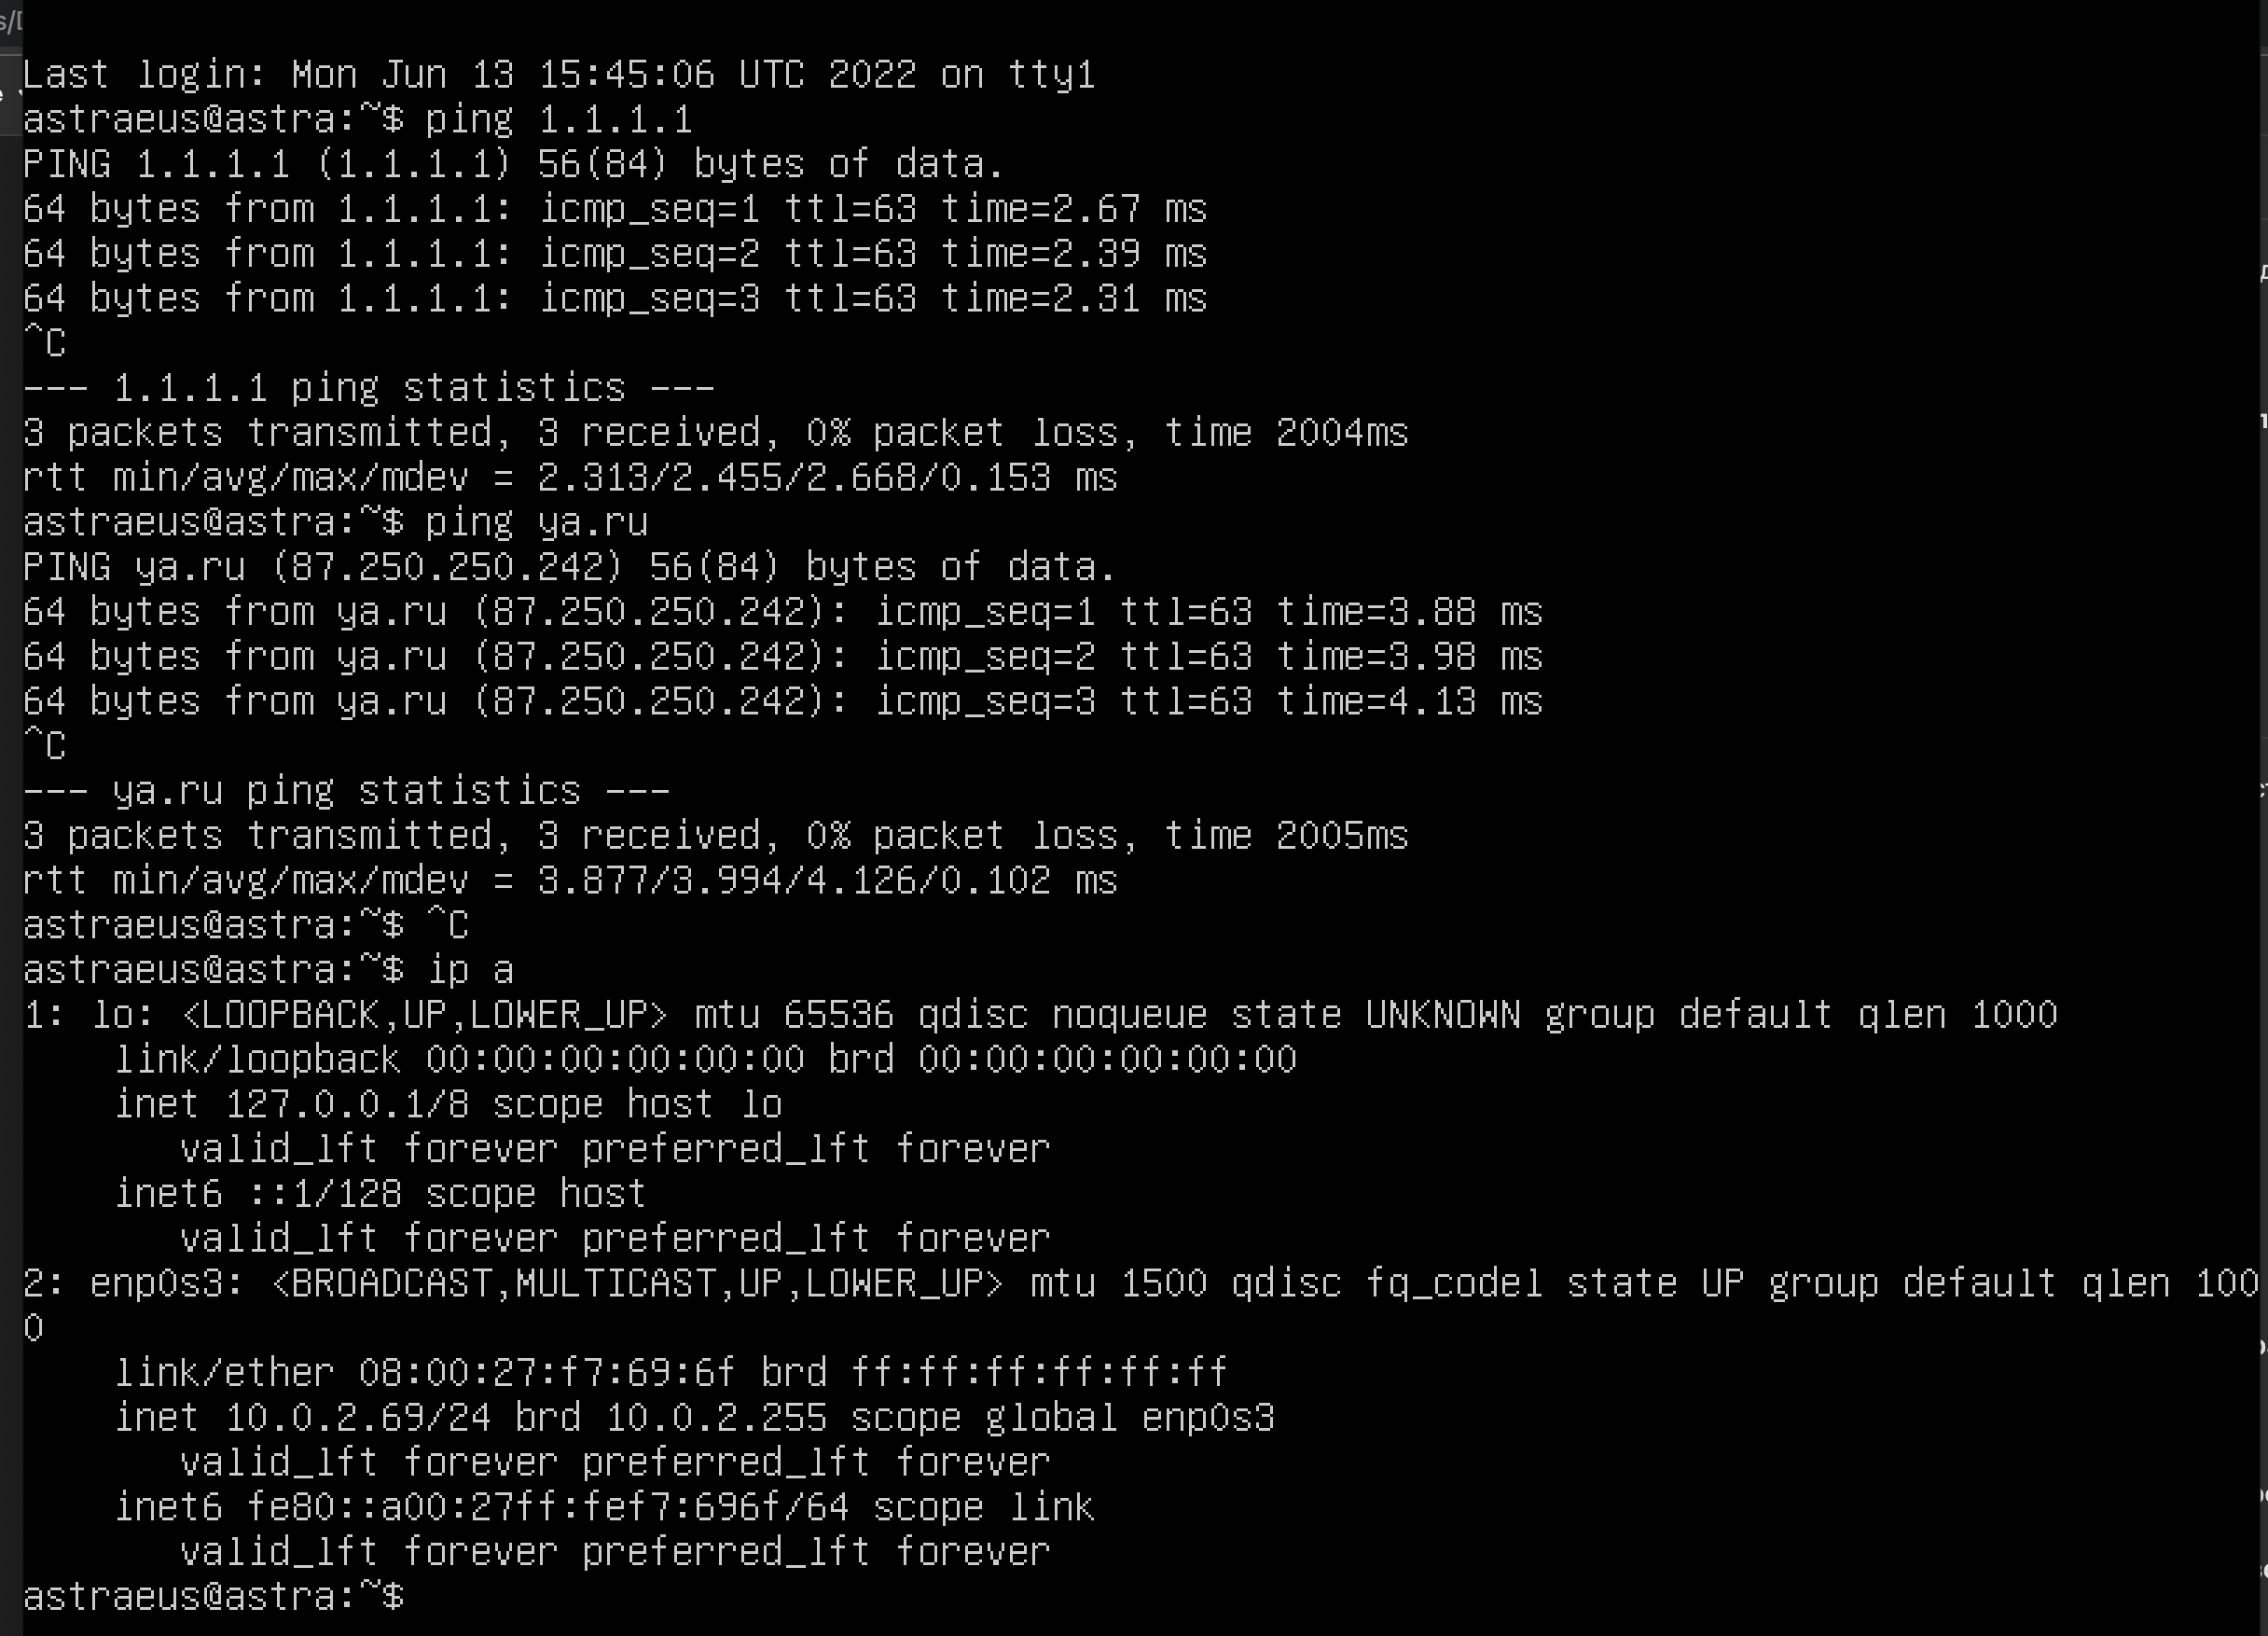 Last login: Mon Jun 13 15:45:06 UTC 2022 on tty1
astraeus@astra:~$ ping 1.1.1.1
PING 1.1.1.1 (1.1.1.1) 56(84) bytes of data.
64 bytes from 1.1.1.1: icmp_seq=1 ttl=63 time=2.67 ms
64 bytes from 1.1.1.1: icmp_seq=2 ttl=63 time=2.39 ms
64 bytes from 1.1.1.1: icmp_seq=3 ttl=63 time=2.31 ms
^C
--- 1.1.1.1 ping statistics ---
3 packets transmitted, 3 received, 0% packet loss, time 2004ms
rtt min/avg/max/mdev = 2.313/2.455/2.668/0.153 ms
astraeus@astra:~$ ping ya.ru
PING ya.ru (87.250.250.242) 56(84) bytes of data.
64 bytes from ya.ru (87.250.250.242): icmp_seq=1 ttl=63 time=3.88 ms
64 bytes from ya.ru (87.250.250.242): icmp_seq=2 ttl=63 time=3.98 ms
64 bytes from ya.ru (87.250.250.242): icmp_seq=3 ttl=63 time=4.13 ms
^C
--- ya.ru ping statistics ---
3 packets transmitted, 3 received, 0% packet loss, time 2005ms
rtt min/avg/max/mdev = 3.877/3.994/4.126/0.102 ms
astraeus@astra:~$ ^C
astraeus@astra:~$ ip a
1: lo: <LOOPBACK,UP,LOWER_UP> mtu 65536 qdisc noqueue state UNKNOWN group default qlen 1000
    link/loopback 00:00:00:00:00:00 brd 00:00:00:00:00:00
    inet 127.0.0.1/8 scope host lo
       valid_lft forever preferred_lft forever
    inet6 ::1/128 scope host
       valid_lft forever preferred_lft forever
2: enp0s3: <BROADCAST,MULTICAST,UP,LOWER_UP> mtu 1500 qdisc fq_codel state UP group default qlen 100
0
    link/ether 08:00:27:f7:69:6f brd ff:ff:ff:ff:ff:ff
    inet 10.0.2.69/24 brd 10.0.2.255 scope global enp0s3
       valid_lft forever preferred_lft forever
    inet6 fe80::a00:27ff:fef7:696f/64 scope link
       valid_lft forever preferred_lft forever
astraeus@astra:~$